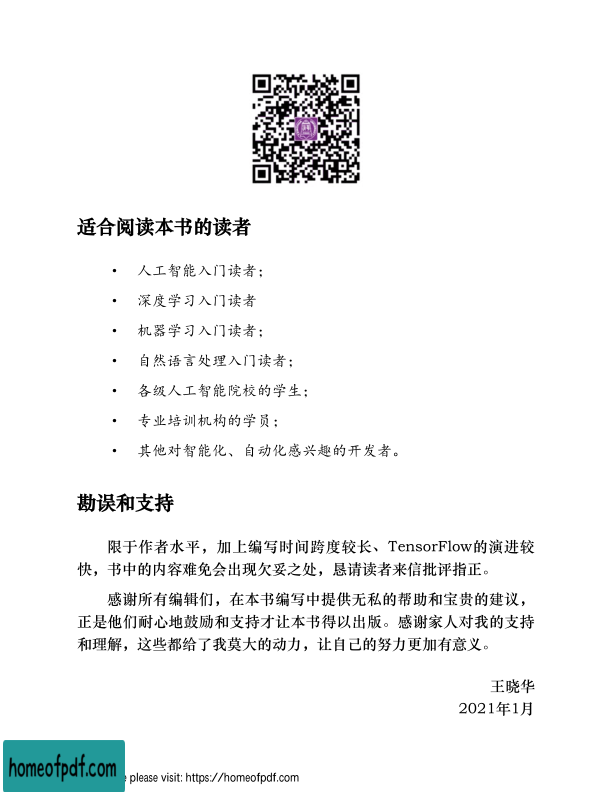 适合阅读本书的读者
• 人工智能入门读者；
• 深度学习入门读者
• 机器学习入门读者；
• 自然语言处理入门读者；
• 各级人工智能院校的学生；
• 专业培训机构的学员；
• 其他对智能化、自动化感兴趣的开发者。
勘误和支持
限于作者水平，加上编写时间跨度较长、TensorFlow的演进较
快，书中的内容难免会出现欠妥之处，恳请读者来信批评指正。
感谢所有编辑们，在本书编写中提供无私的帮助和宝贵的建议，
正是他们耐心地鼓励和支持才让本书得以出版。感谢家人对我的支持
和理解，这些都给了我莫大的动力，让自己的努力更加有意义。
王晓华
2021年1月
homeofpdf.com
please visit: https://homeofpdf.com